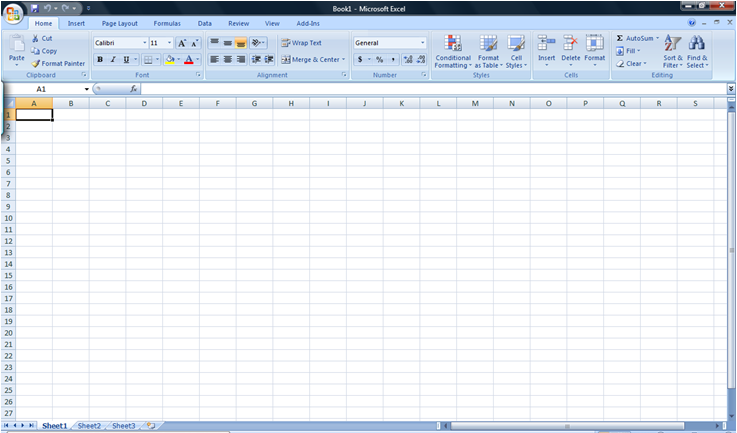 Book1 - Microsoft Excel
Home Insert Page Layout Formulas Data Review View Add-Ins
Cut
Copy
Format Painter
Paste
Clipboard
Calibri 11
B I U
Font
Wrap Text
Merge & Center
Alignment
General
$ % ,
Number
Conditional Formatting
Format as Table
Cell Styles
Styles
Insert Delete Format
Cells
Σ AutoSum
Fill
Clear
Sort & Filter
Find & Select
Editing
A1 fx
A B C D E F G H I J K L M N O P Q R S
1
2
3
4
5
6
7
8
9
10
11
12
13
14
15
16
17
18
19
20
21
22
23
24
25
26
27
Sheet1 Sheet2 Sheet3